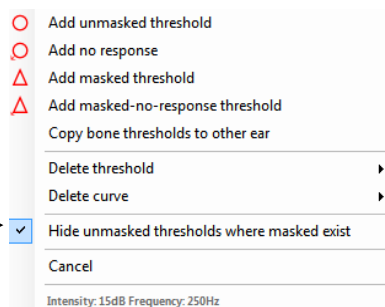 Add unmasked threshold
Add no response
Add masked threshold
Add masked-no-response threshold
Copy bone thresholds to other ear
Delete threshold
Delete curve
Hide unmasked thresholds where masked exist
Cancel
Intensity: 15dB Frequency: 250Hz